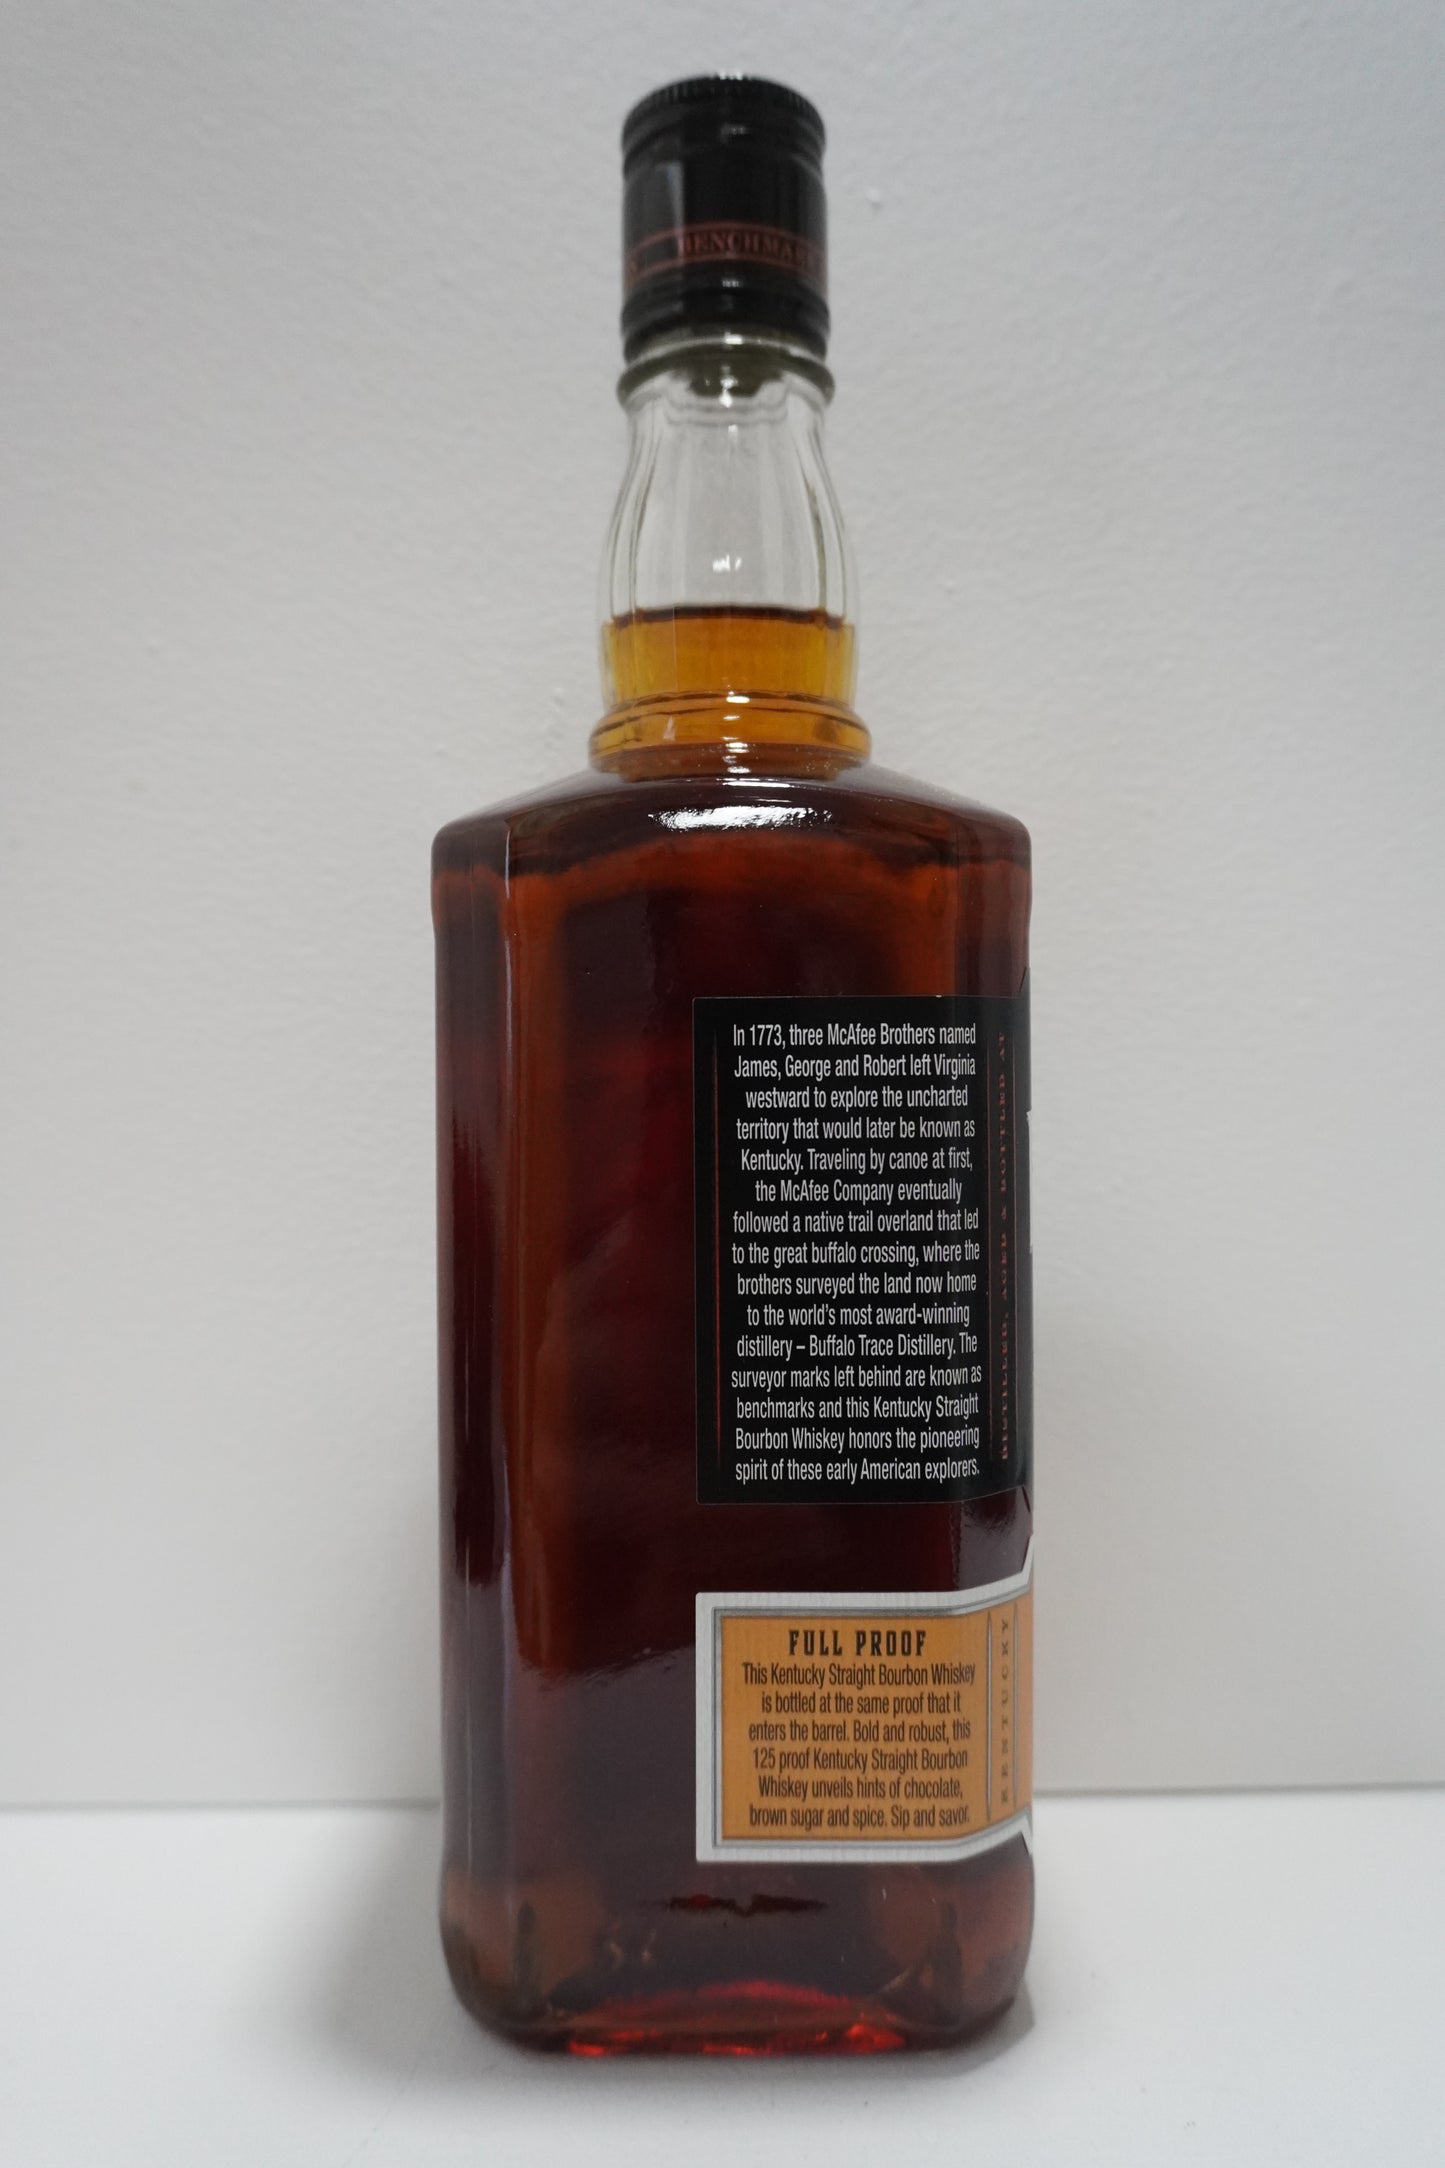 BENCHMARK
In 1773, three McAfee Brothers named
James, George and Robert left Virginia
westward to explore the uncharted
territory that would later be known as
Kentucky. Traveling by canoe at first,
the McAfee Company eventually
followed a native trail overland that led
to the great buffalo crossing, where the
brothers surveyed the land now home
to the world's most award-winning
distillery – Buffalo Trace Distillery. The
surveyor marks left behind are known as
benchmarks and this Kentucky Straight
Bourbon Whiskey honors the pioneering
spirit of these early American explorers.
DISTILLED, AGED & BOTTLED AT
FULL PROOF
This Kentucky Straight Bourbon Whiskey
is bottled at the same proof that it
enters the barrel. Bold and robust, this
125 proof Kentucky Straight Bourbon
Whiskey unveils hints of chocolate,
brown sugar and spice. Sip and savor.
KENTUCKY